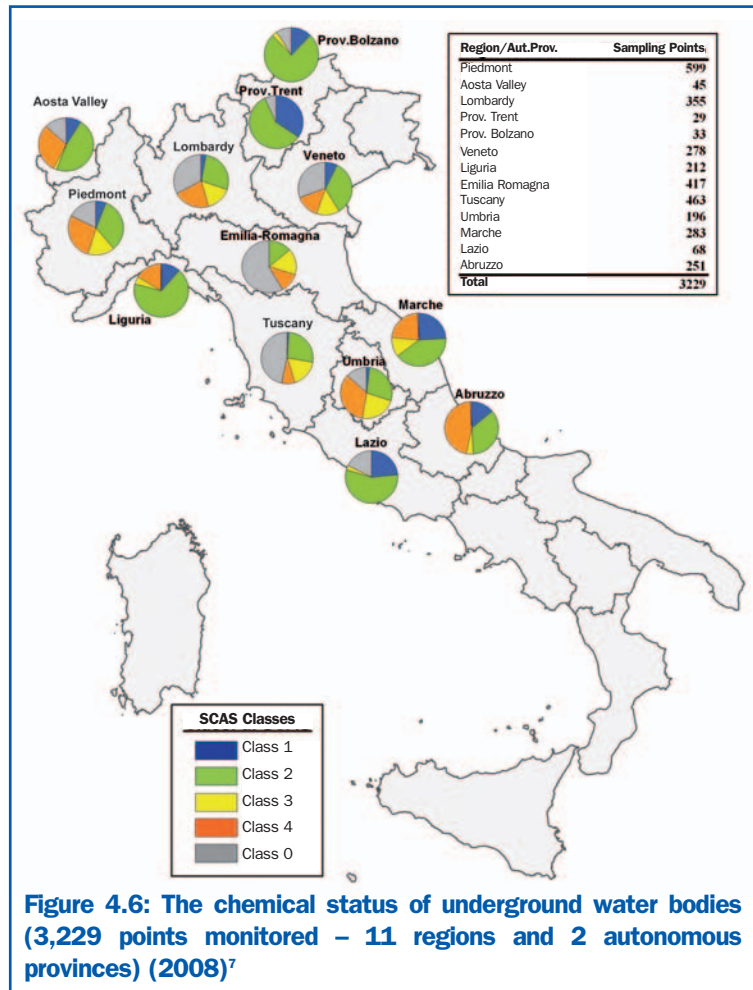 Prov.Bolzano
Prov.Trent
Aosta Valley
Lombardy
Veneto
Piedmont
Emilia-Romagna
Liguria
Tuscany
Marche
Umbria
Abruzzo
Lazio
Region/Aut.Prov. Sampling Points
Piedmont 599
Aosta Valley 45
Lombardy 355
Prov. Trent 29
Prov. Bolzano 33
Veneto 278
Liguria 212
Emilia Romagna 417
Tuscany 463
Umbria 196
Marche 283
Lazio 68
Abruzzo 251
Total 3229
SCAS Classes
Class 1
Class 2
Class 3
Class 4
Class 0
Figure 4.6: The chemical status of underground water bodies
(3,229 points monitored – 11 regions and 2 autonomous
provinces) (2008)⁷